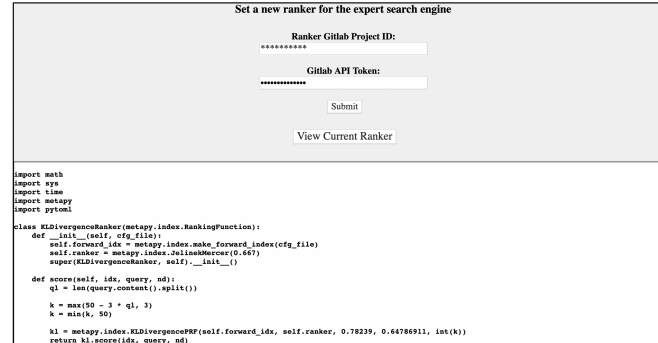 Set a new ranker for the expert search engine
Ranker Gitlab Project ID:
**********
Gitlab API Token:
••••••••••••••
Submit
View Current Ranker
import math
import sys
import time
import metapy
import pytoml
class KLDivergenceRanker(metapy.index.RankingFunction):
    def __init__(self, cfg_file):
        self.forward_idx = metapy.index.make_forward_index(cfg_file)
        self.ranker = metapy.index.JelinekMercer(0.667)
        super(KLDivergenceRanker, self).__init__()
    def score(self, idx, query, nd):
        ql = len(query.content().split())
        k = max(50 - 3 * ql, 3)
        k = min(k, 50)
        kl = metapy.index.KLDivergencePRF(self.forward_idx, self.ranker, 0.78239, 0.64786911, int(k))
        return kl.score(idx, query, nd)